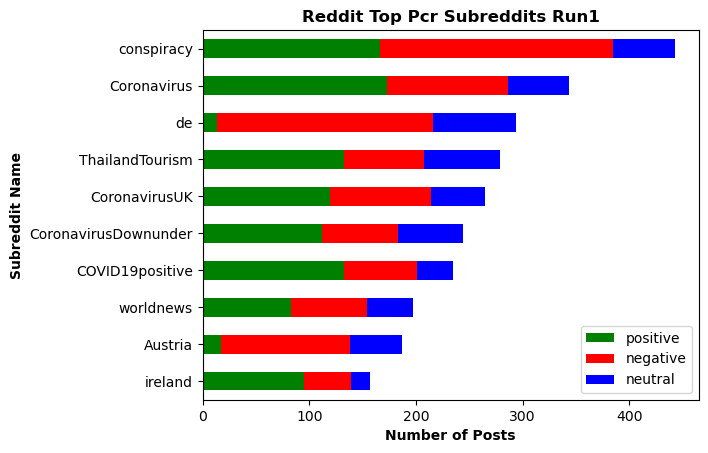 Reddit Top Pcr Subreddits Run1
conspiracy
Coronavirus
de
ThailandTourism
CoronavirusUK
CoronavirusDownunder
COVID19positive
worldnews
Austria
ireland
Subreddit Name
positive
negative
neutral
0 100 200 300 400
Number of Posts